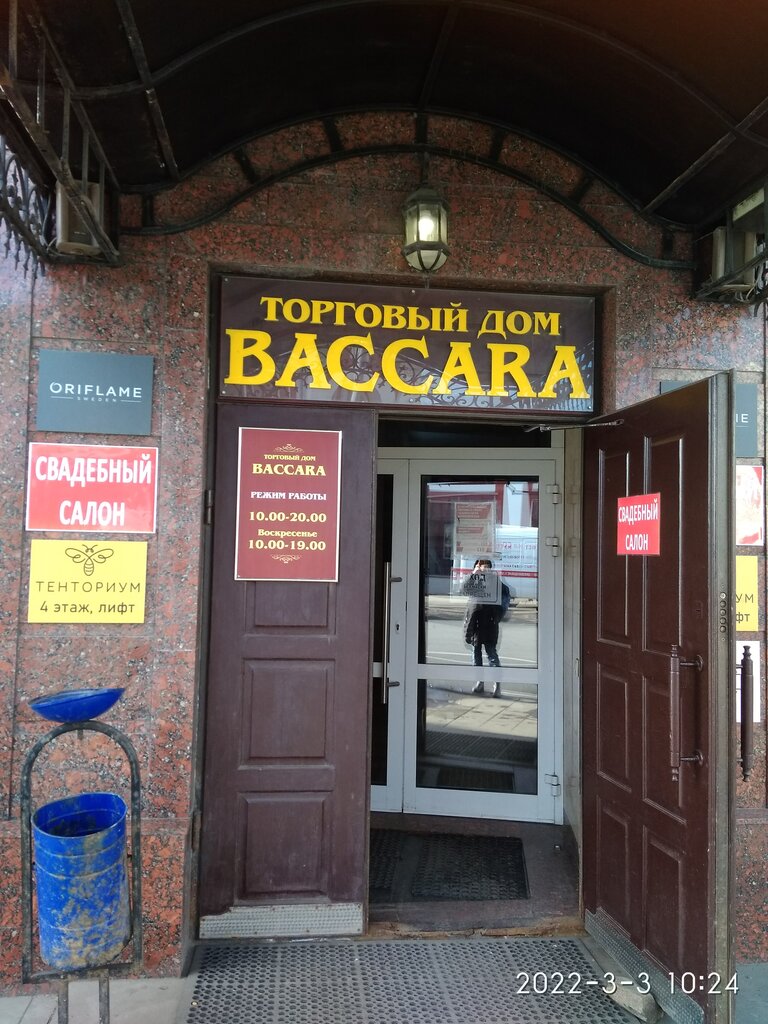 ТОРГОВЫЙ ДОМ
BACCARA
ORIFLAME
SWEDEN
СВАДЕБНЫЙ
САЛОН
ТЕНТОРИУМ
4 этаж, лифт
ТОРГОВЫЙ ДОМ
BACCARA
РЕЖИМ РАБОТЫ
10.00-20.00
Воскресенье
10.00-19.00
СВАДЕБНЫЙ
САЛОН
2022-3-3 10:24